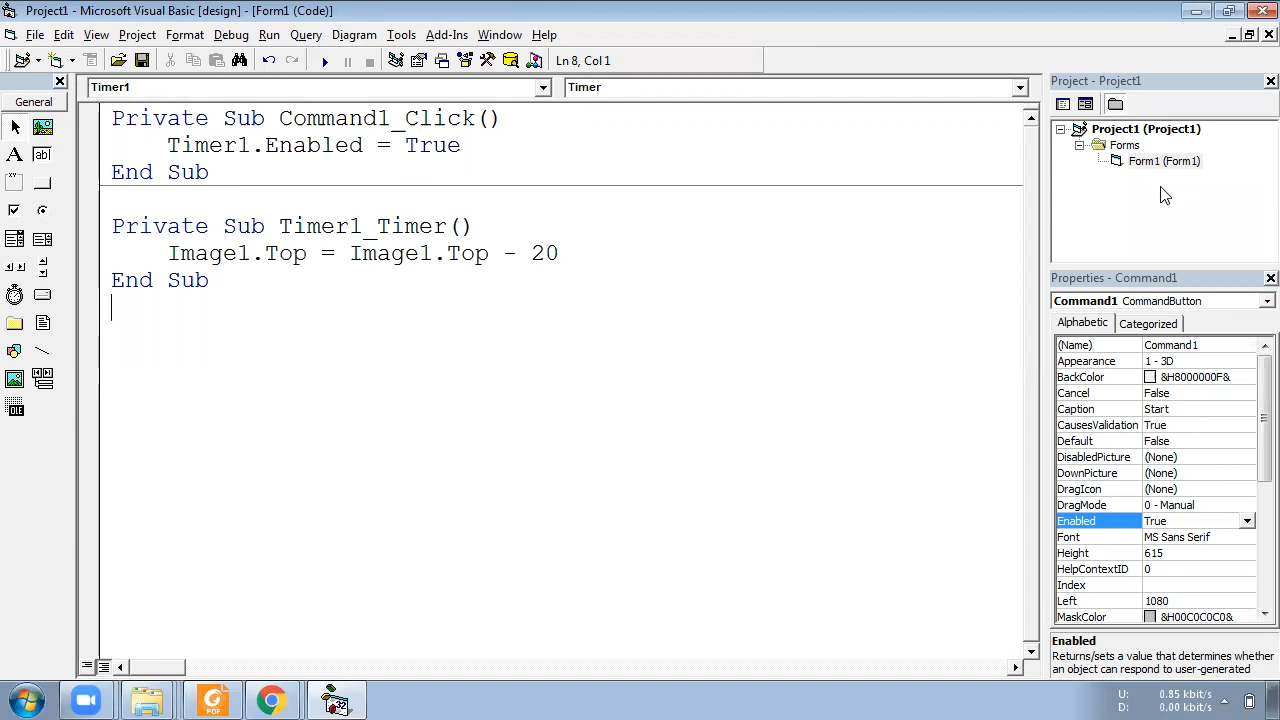 Project1 - Microsoft Visual Basic [design] - [Form1 (Code)]
File Edit View Project Format Debug Run Query Diagram Tools Add-Ins Window Help
Ln 8, Col 1
General
Timer1
Timer
Private Sub Command1_Click()
Timer1.Enabled = True
End Sub
Private Sub Timer1_Timer()
Image1.Top = Image1.Top - 20
End Sub
A
ab|
OLE
Project - Project1
Project1 (Project1)
Forms
Form1 (Form1)
Properties - Command1
Command1 CommandButton
Alphabetic Categorized
(Name) Command1
Appearance 1 - 3D
BackColor &H8000000F&
Cancel False
Caption Start
CausesValidation True
Default False
DisabledPicture (None)
DownPicture (None)
DragIcon (None)
DragMode 0 - Manual
Enabled True
Font MS Sans Serif
Height 615
HelpContextID 0
Index
Left 1080
MaskColor &H00C0C0C0&
Enabled
Returns/sets a value that determines whether
an object can respond to user-generated
32
U: 0.85 kbit/s
D: 0.00 kbit/s